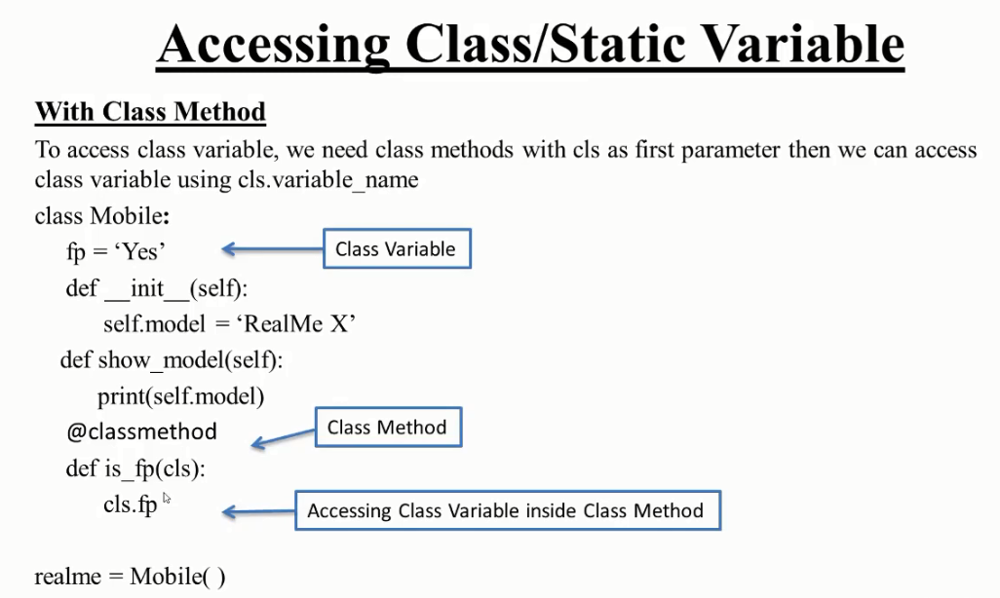 Accessing Class/Static Variable
With Class Method
To access class variable, we need class methods with cls as first parameter then we can access
class variable using cls.variable_name
class Mobile:
fp = ‘Yes’
Class Variable
def __init__(self):
self.model = ‘RealMe X’
def show_model(self):
print(self.model)
@classmethod
Class Method
def is_fp(cls):
cls.fp
Accessing Class Variable inside Class Method
realme = Mobile( )